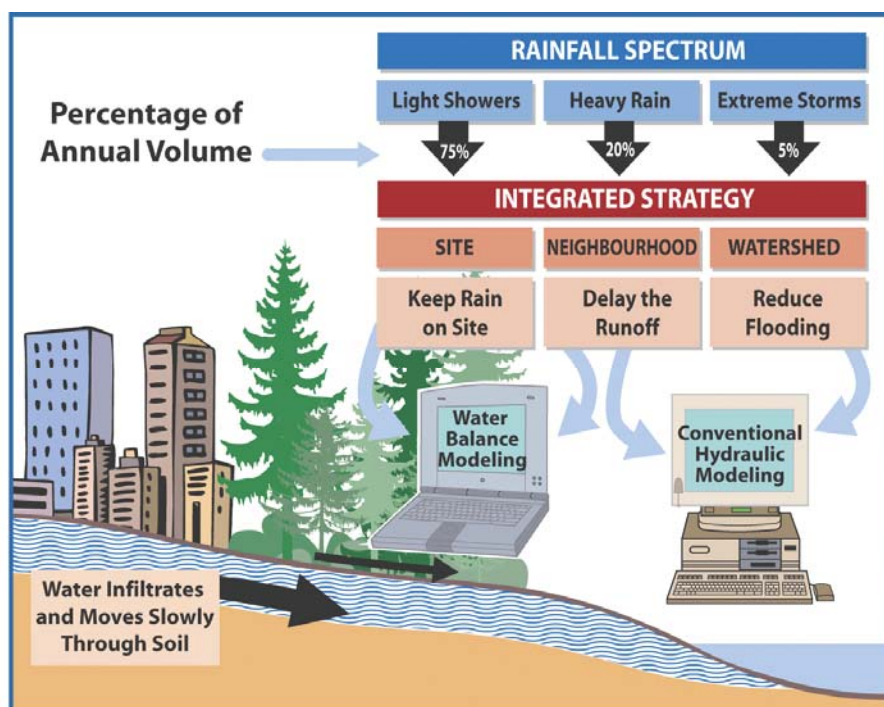 RAINFALL SPECTRUM
Percentage of
Annual Volume
Light Showers
Heavy Rain
Extreme Storms
75%
20%
5%
INTEGRATED STRATEGY
SITE
NEIGHBOURHOOD
WATERSHED
Keep Rain
on Site
Delay the
Runoff
Reduce
Flooding
Water
Balance
Modeling
Conventional
Hydraulic
Modeling
Water Infiltrates
and Moves Slowly
Through Soil